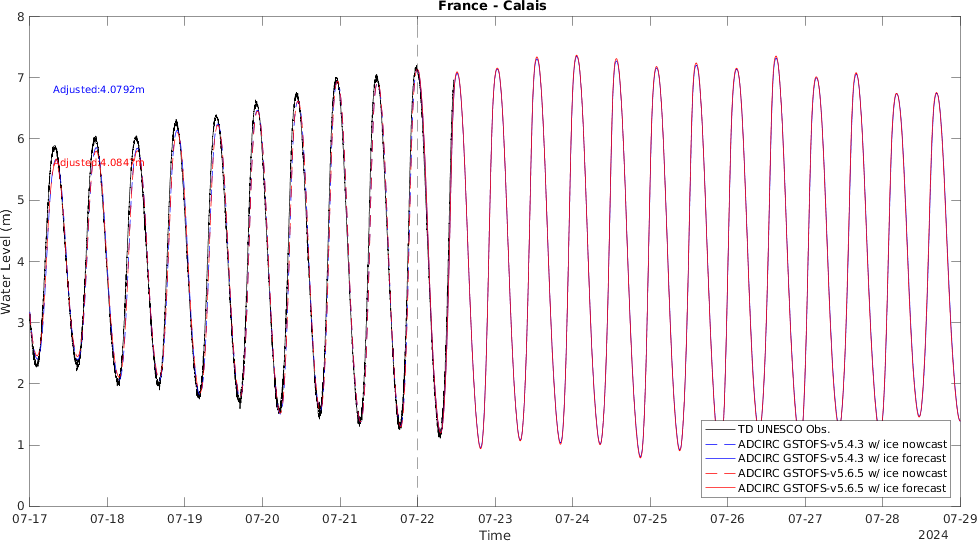 France - Calais
8
7
6
5
4
3
2
1
0
Water Level (m)
Adjusted:4.0792m
Adjusted:4.0847m
TD UNESCO Obs.
ADCIRC GSTOFS-v5.4.3 w/ ice nowcast
ADCIRC GSTOFS-v5.4.3 w/ ice forecast
ADCIRC GSTOFS-v5.6.5 w/ ice nowcast
ADCIRC GSTOFS-v5.6.5 w/ ice forecast
07-17 07-18 07-19 07-20 07-21 07-22 07-23 07-24 07-25 07-26 07-27 07-28 07-29
Time
2024